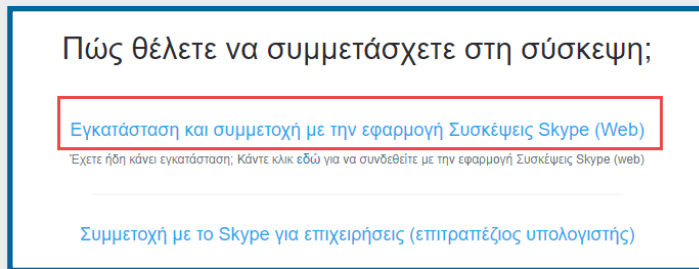 Πώς θέλετε να συμμετάσχετε στη σύσκεψη;
Εγκατάσταση και συμμετοχή με την εφαρμογή Συσκέψεις Skype (Web)
Έχετε ήδη κάνει εγκατάσταση; Κάντε κλικ εδώ για να συνδεθείτε με την εφαρμογή Συσκέψεις Skype (web)
Συμμετοχή με το Skype για επιχειρήσεις (επιτραπέζιος υπολογιστής)